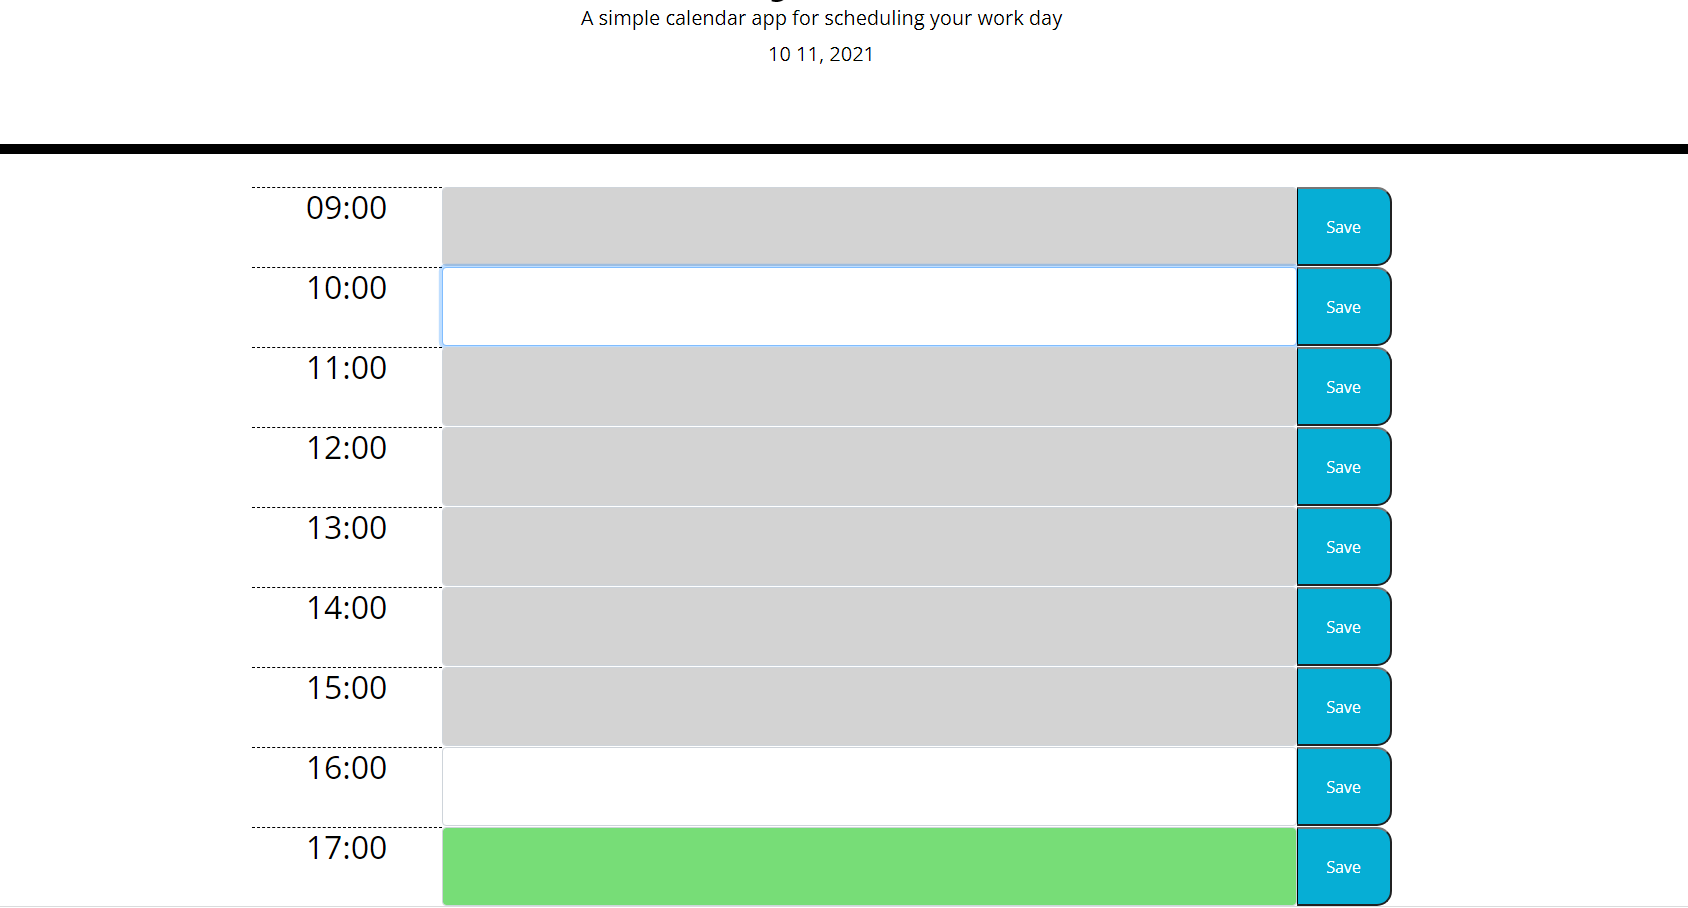 A simple calendar app for scheduling your work day
10 11, 2021
09:00 Save
10:00 Save
11:00 Save
12:00 Save
13:00 Save
14:00 Save
15:00 Save
16:00 Save
17:00 Save